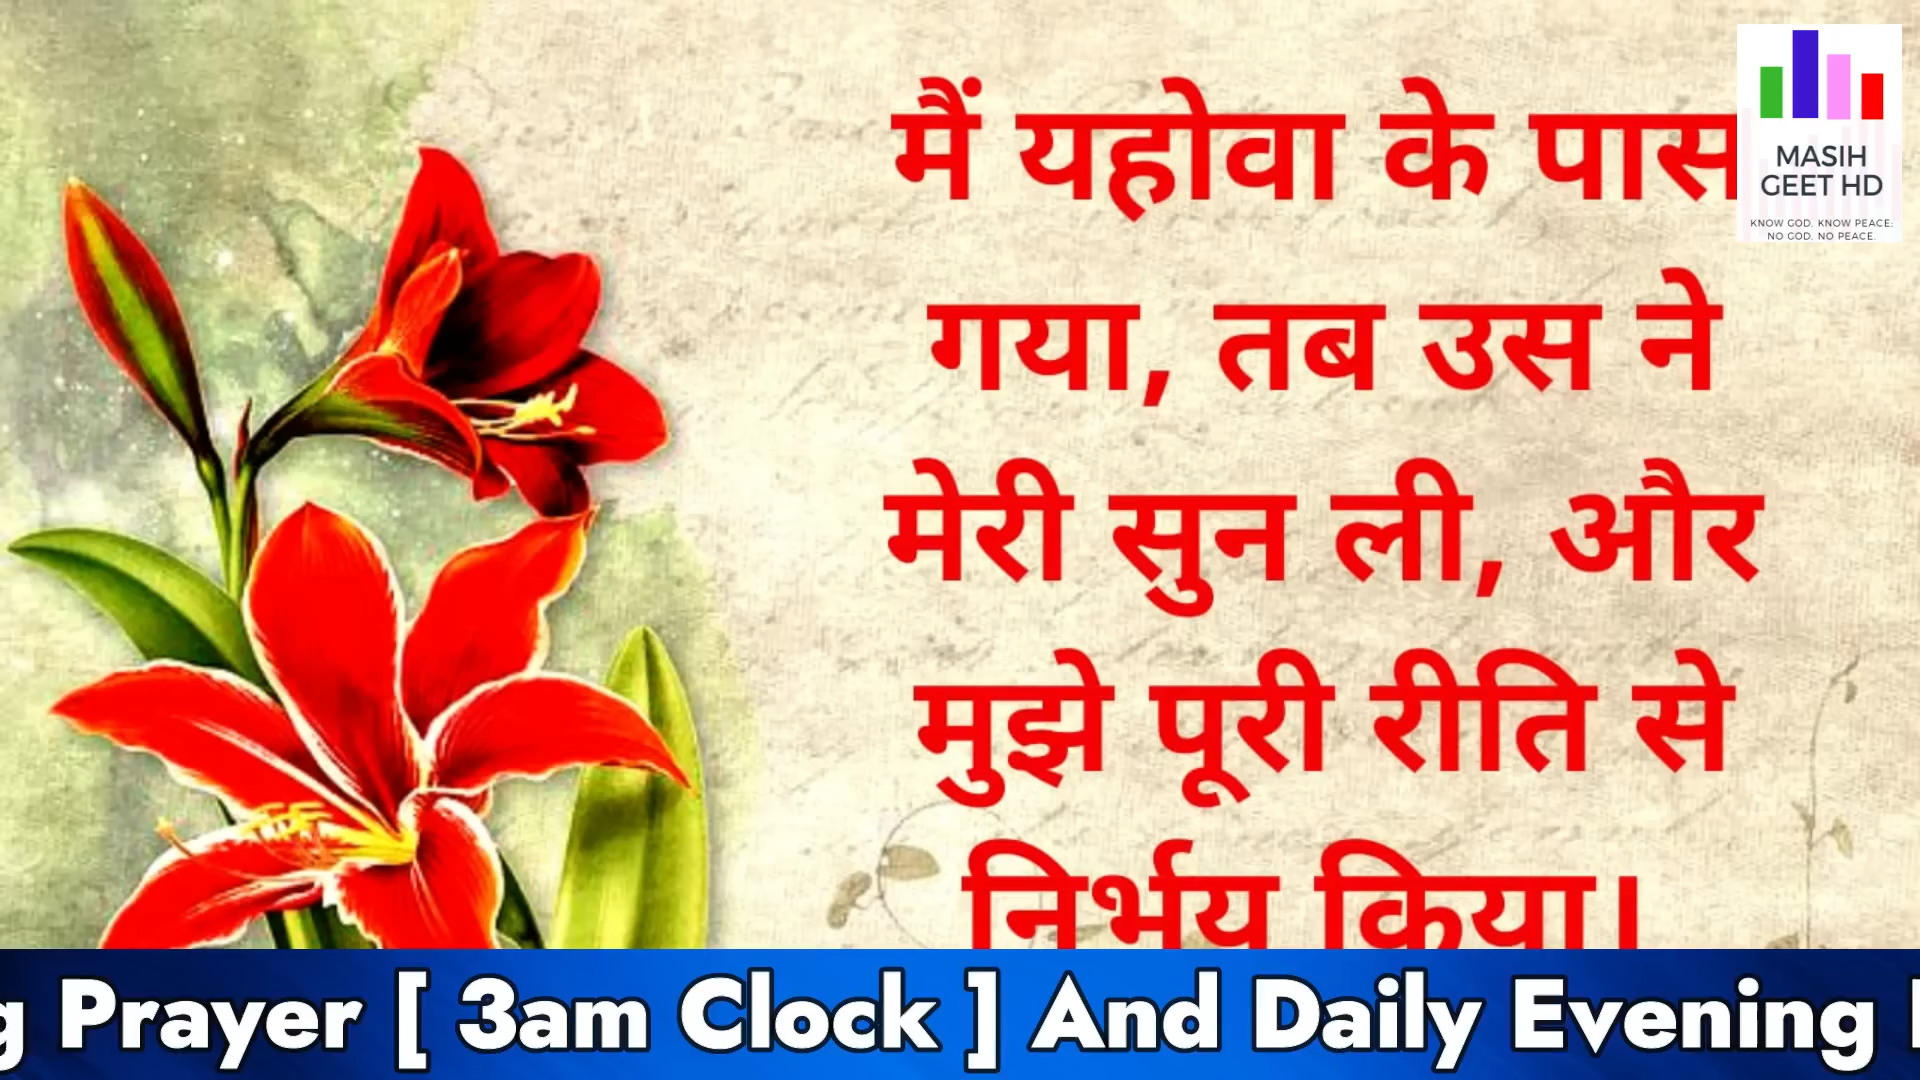 मैं यहोवा के पास
गया, तब उस ने
मेरी सुन ली, और
मुझे पूरी रीति से
निर्भय किया।
MASIH
GEET HD
KNOW GOD. KNOW PEACE:
NO GOD. NO PEACE.
Prayer [ 3am Clock ] And Daily Evening